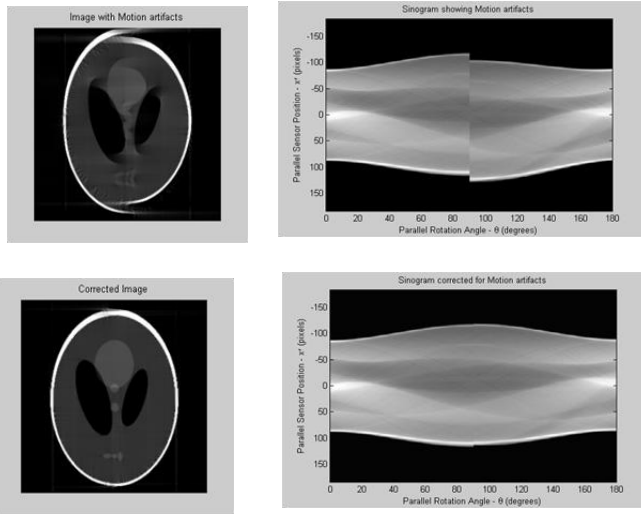 Image with Motion artifacts
Sinogram showing Motion artifacts
-150
-100
-50
0
50
100
150
Parallel Sensor Position - x' (pixels)
0 20 40 60 80 100 120 140 160 180
Parallel Rotation Angle - θ (degrees)
Corrected Image
Sinogram corrected for Motion artifacts
-150
-100
-50
0
50
100
150
Parallel Sensor Position - x' (pixels)
0 20 40 60 80 100 120 140 160 180
Parallel Rotation Angle - θ (degrees)